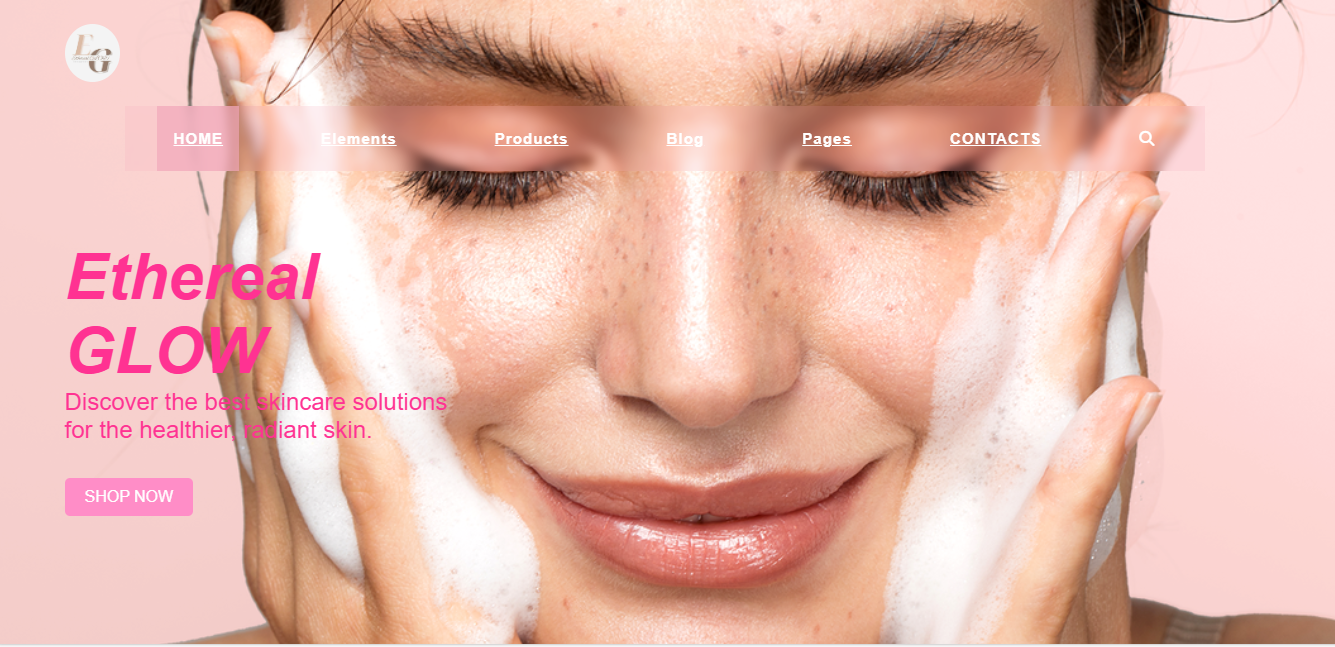 EG
HOME Elements Products Blog Pages CONTACTS
Ethereal
GLOW
Discover the best skincare solutions
for the healthier, radiant skin.
SHOP NOW